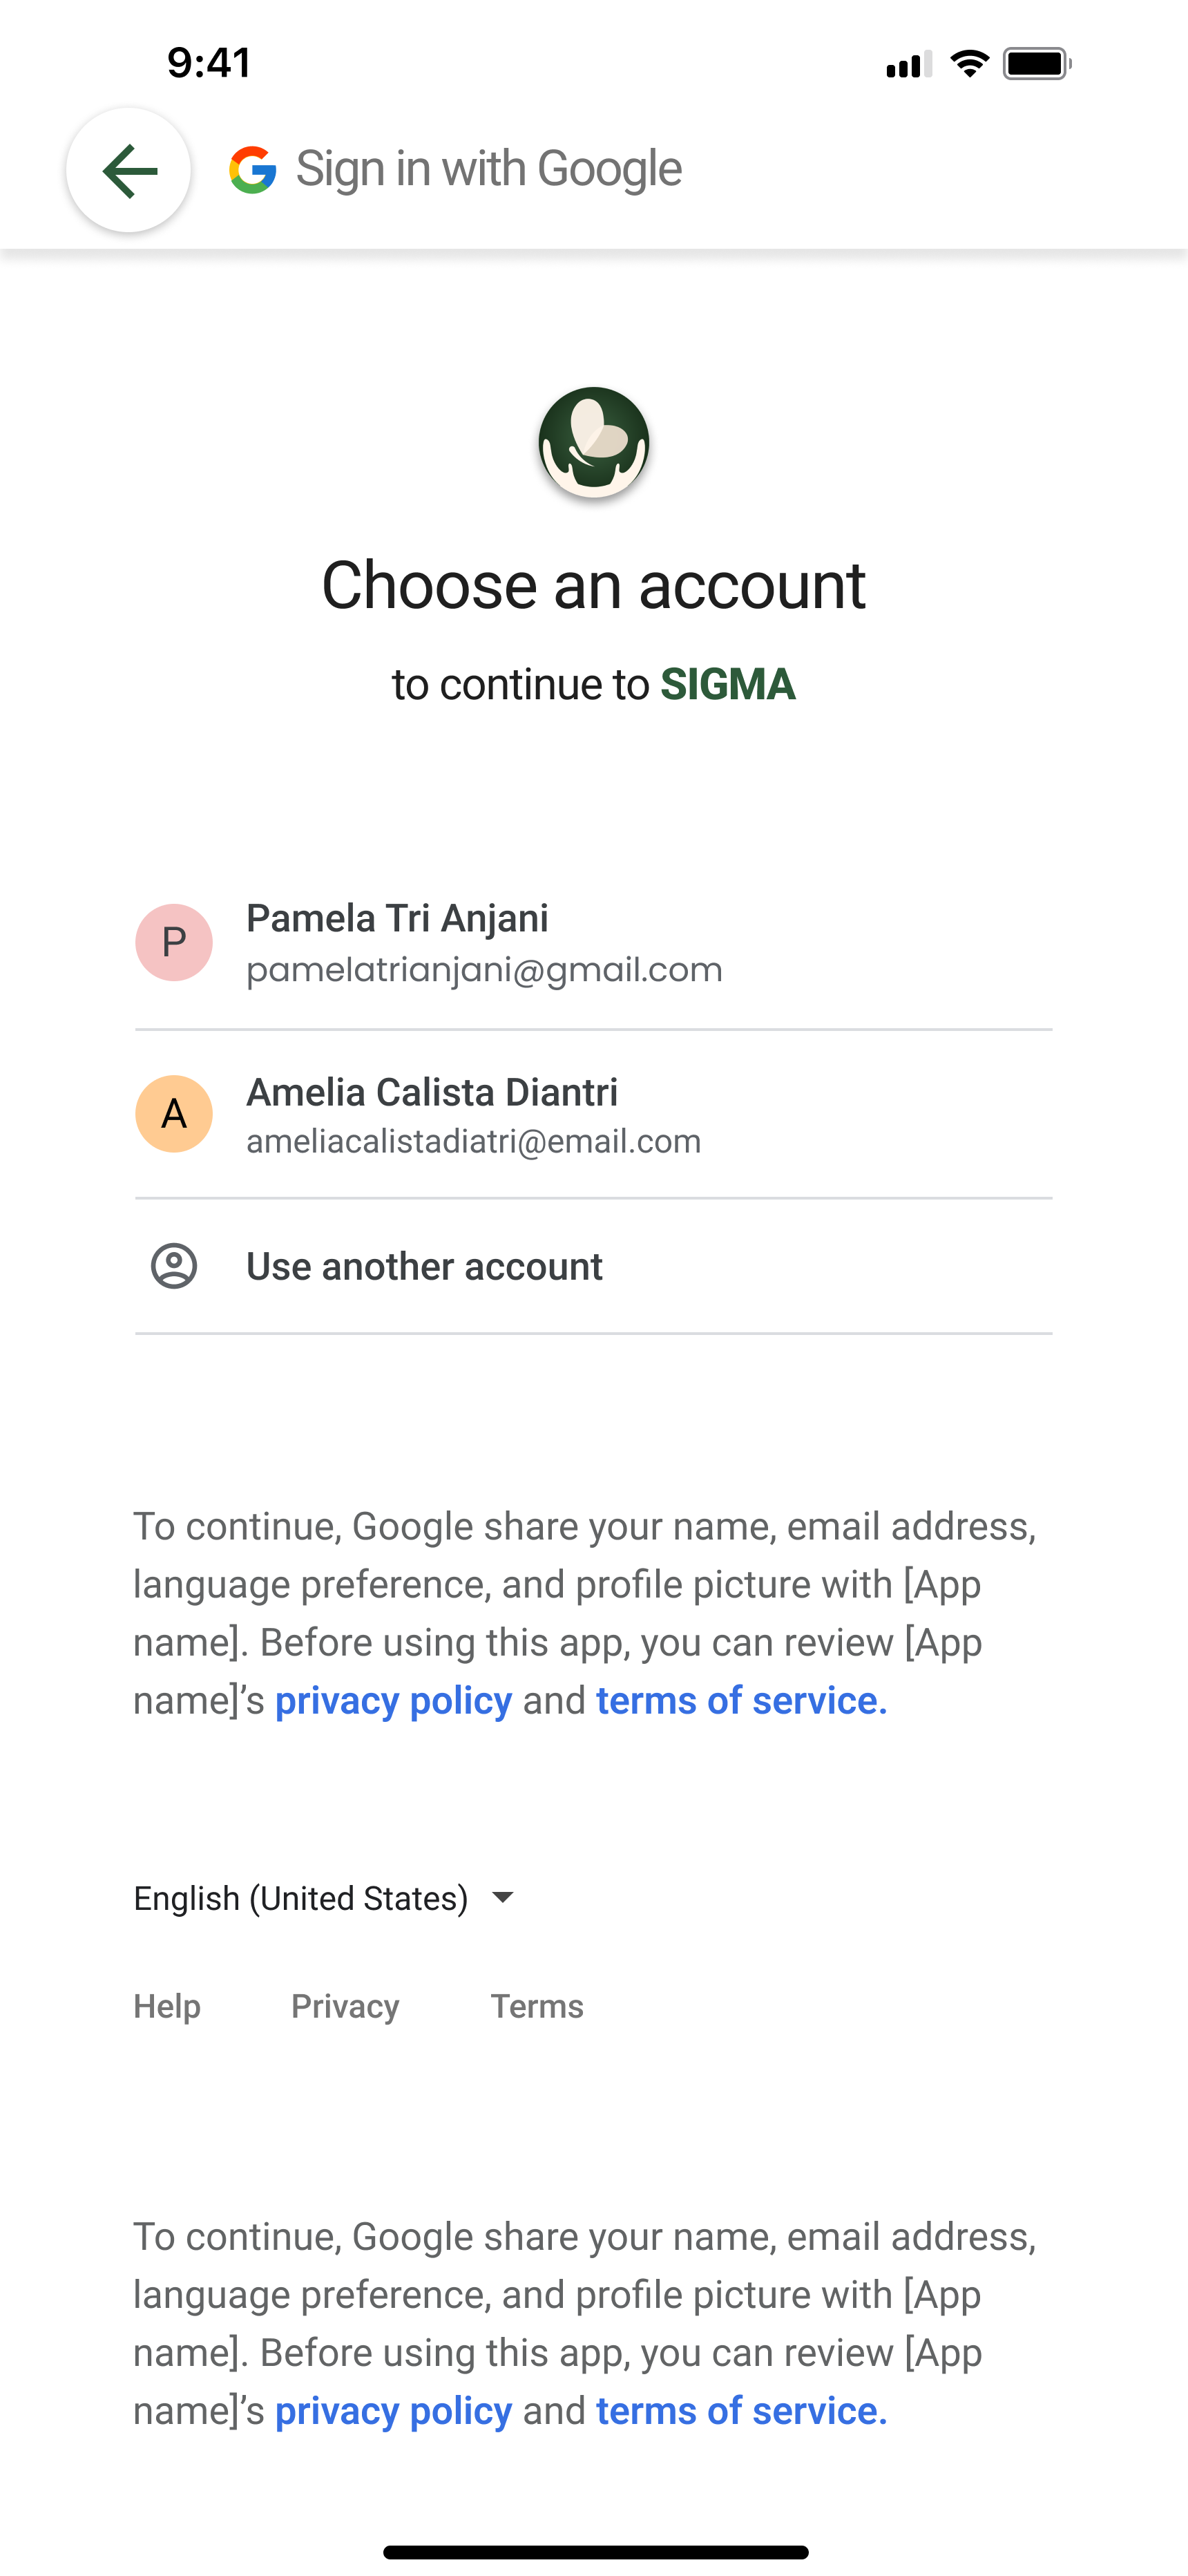 9:41
Sign in with Google
Choose an account
to continue to SIGMA
P
Pamela Tri Anjani
pamelatrianjani@gmail.com
A
Amelia Calista Diantri
ameliacalistadiatri@email.com
Use another account
To continue, Google share your name, email address,
language preference, and profile picture with [App
name]. Before using this app, you can review [App
name]’s privacy policy and terms of service.
English (United States)
Help Privacy Terms
To continue, Google share your name, email address,
language preference, and profile picture with [App
name]. Before using this app, you can review [App
name]’s privacy policy and terms of service.